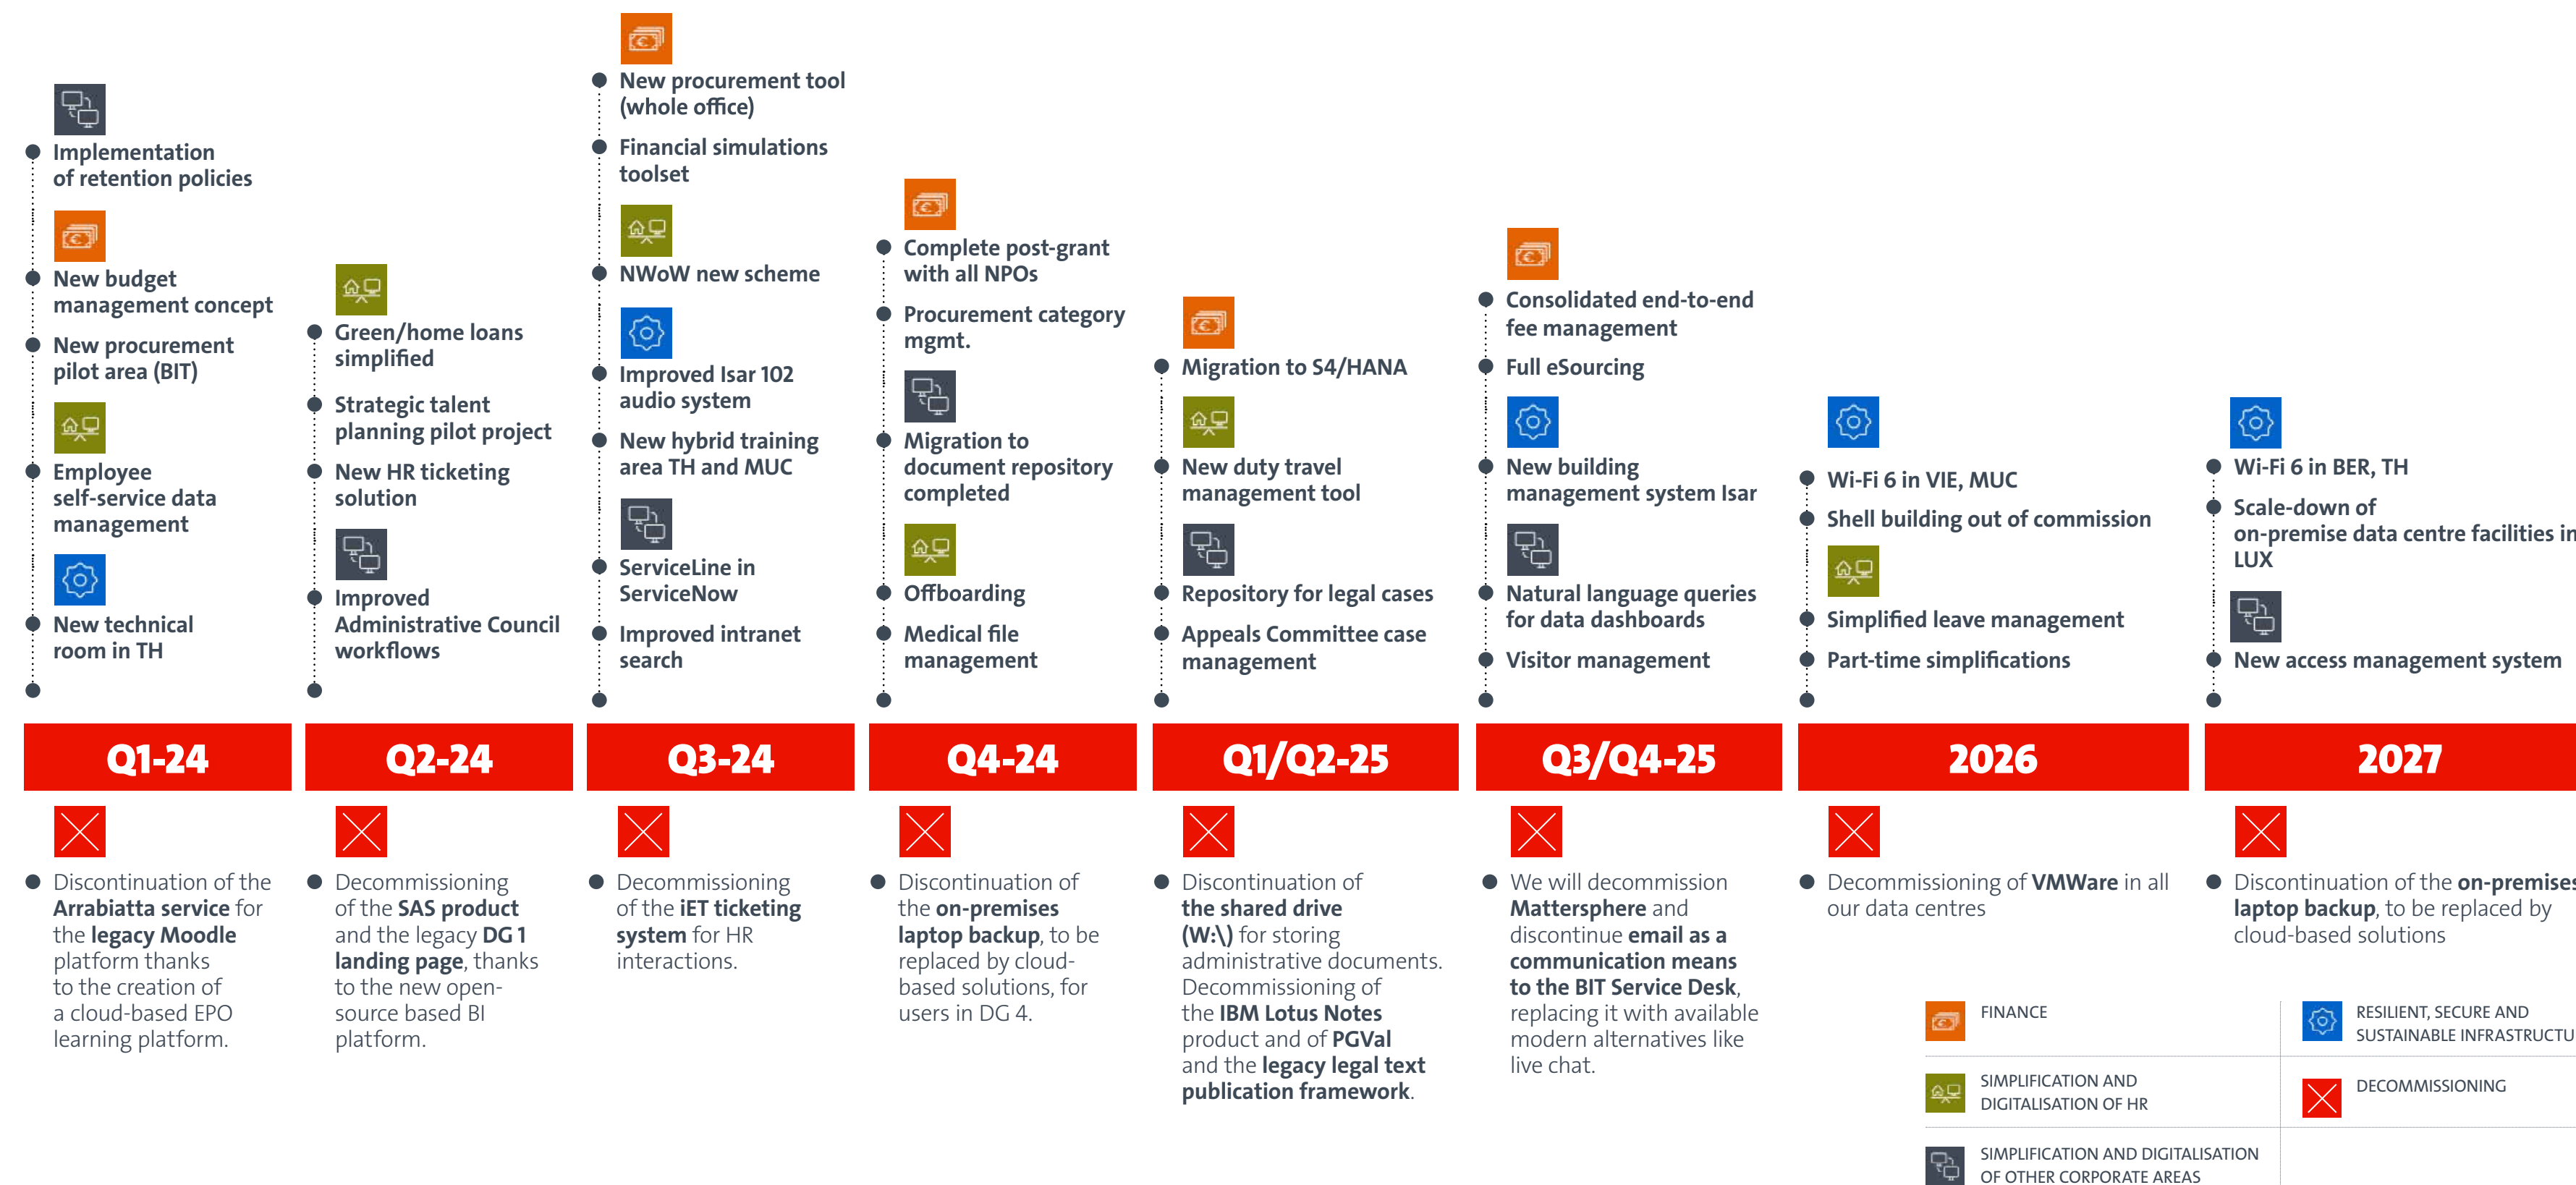 Implementation
of retention policies
New budget
management concept
New procurement
pilot area (BIT)
Employee
self-service data
management
New technical
room in TH
Green/home loans
simplified
Strategic talent
planning pilot project
New HR ticketing
solution
Improved
Administrative Council
workflows
New procurement tool
(whole office)
Financial simulations
toolset
NWoW new scheme
Improved Isar 102
audio system
New hybrid training
area TH and MUC
ServiceLine in
ServiceNow
Improved intranet
search
Complete post-grant
with all NPOs
Procurement category
mgmt.
Migration to
document repository
completed
Offboarding
Medical file
management
Migration to S4/HANA
New duty travel
management tool
Repository for legal cases
Appeals Committee case
management
Consolidated end-to-end
fee management
Full eSourcing
New building
management system Isar
Natural language queries
for data dashboards
Visitor management
Wi-Fi 6 in VIE, MUC
Shell building out of commission
Simplified leave management
Part-time simplifications
Wi-Fi 6 in BER, TH
Scale-down of
on-premise data centre facilities in
LUX
New access management system
Q1-24
Q2-24
Q3-24
Q4-24
Q1/Q2-25
Q3/Q4-25
2026
2027
Discontinuation of the
Arrabiatta service for
the legacy Moodle
platform thanks
to the creation of
a cloud-based EPO
learning platform.
Decommissioning
of the SAS product
and the legacy DG 1
landing page, thanks
to the new open-
source based BI
platform.
Decommissioning
of the iET ticketing
system for HR
interactions.
Discontinuation of
the on-premises
laptop backup, to be
replaced by cloud-
based solutions, for
users in DG 4.
Discontinuation of
the shared drive
(W:\) for storing
administrative documents.
Decommissioning of
the IBM Lotus Notes
product and of PGVal
and the legacy legal text
publication framework.
We will decommission
Mattersphere and
discontinue email as a
communication means
to the BIT Service Desk,
replacing it with available
modern alternatives like
live chat.
Decommissioning of VMWare in all
our data centres
Discontinuation of the on-premises
laptop backup, to be replaced by
cloud-based solutions
FINANCE
SIMPLIFICATION AND
DIGITALISATION OF HR
SIMPLIFICATION AND DIGITALISATION
OF OTHER CORPORATE AREAS
RESILIENT, SECURE AND
SUSTAINABLE INFRASTRUCTU
DECOMMISSIONING